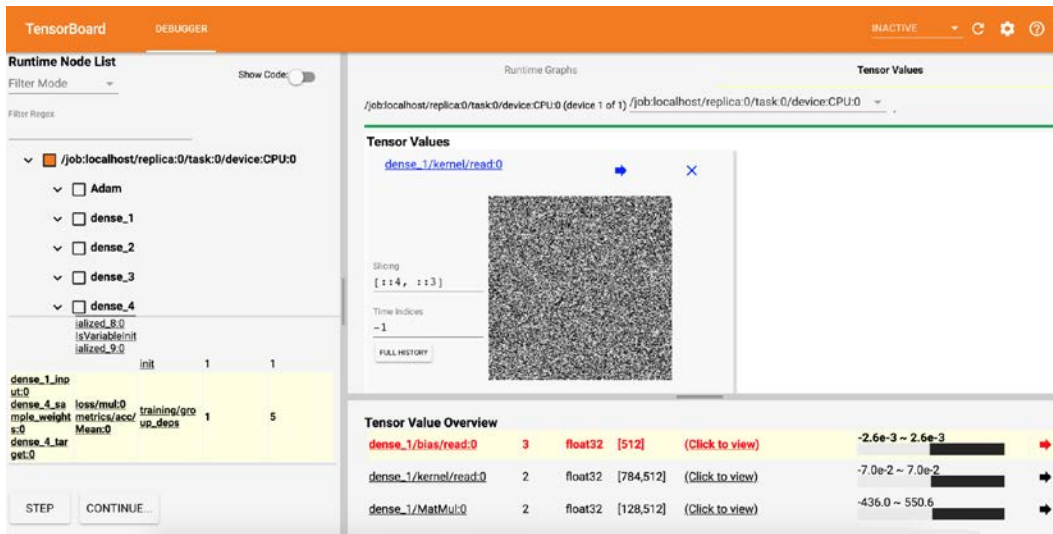 TensorBoard
DEBUGGER
INACTIVE
Runtime Node List
Show Code:
Filter Mode
Filter Regex
/job:localhost/replica:0/task:0/device:CPU:0
Adam
dense_1
dense_2
dense_3
dense_4
ialized_8:0
IsVariableInit
ialized_9:0
init 1 1
dense_1_inp
ut:0
dense_4_sa
mple_weight
s:0
dense_4_tar
get:0
loss/mul:0
metrics/acc/
Mean:0
training/gro
up_deps
1 5
STEP
CONTINUE...
Runtime Graphs
Tensor Values
/job:localhost/replica:0/task:0/device:CPU:0 (device 1 of 1) /job:localhost/replica:0/task:0/device:CPU:0
Tensor Values
dense_1/kernel/read:0
Slicing
[::4, ::3]
Time Indices
-1
FULL HISTORY
Tensor Value Overview
dense_1/bias/read:0 3 float32 [512] (Click to view) -2.6e-3 ~ 2.6e-3
dense_1/kernel/read:0 2 float32 [784,512] (Click to view) -7.0e-2 ~ 7.0e-2
dense_1/MatMul:0 2 float32 [128,512] (Click to view) -436.0 ~ 550.6